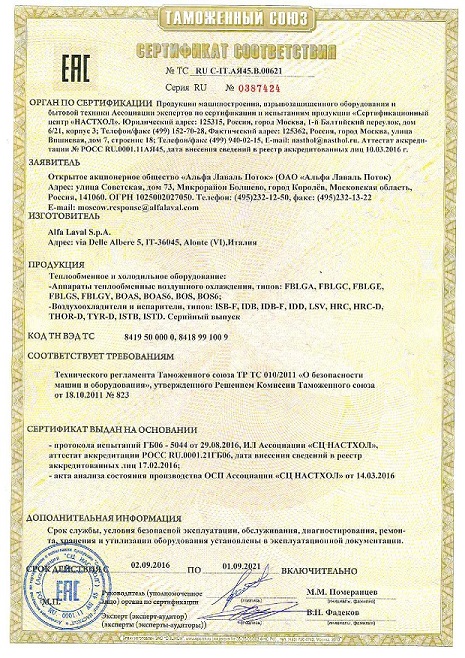 ТАМОЖЕННЫЙ СОЮЗ
СЕРТИФИКАТ СООТВЕТСТВИЯ
EAC
№ ТС RU C-IT.АЯ45.В.00621
Серия RU № 0387424
ОРГАН ПО СЕРТИФИКАЦИИ Продукции машиностроения, взрывозащищенного оборудования и
бытовой техники Ассоциации экспертов по сертификации и испытаниям продукции «Сертификационный
центр «НАСТХОЛ». Юридический адрес: 125315, Россия, город Москва, 1-й Балтийский переулок, дом
6/21, корпус 3; Телефон/факс (499) 152-70-28. Фактический адрес: 125362, Россия, город Москва, улица
Вишневая, дом 7, строение 18; Телефон/факс (499) 940-02-15, E-mail: nasthol@nasthol.ru. Аттестат аккреди-
тации № РОСС RU.0001.11АЯ45, дата внесения сведений в реестр аккредитованных лиц 10.03.2016 г.
ЗАЯВИТЕЛЬ
Открытое акционерное общество «Альфа Лаваль Поток» (ОАО «Альфа Лаваль Поток)
Адрес: улица Советская, дом 73, Микрорайон Болшево, город Королёв, Московская область,
Россия, 141060. ОГРН 1025002027050. Телефон: (495)232-12-50, факс: (495)232-13-22
E-mail: moscow.response@alfalaval.com
ИЗГОТОВИТЕЛЬ
Alfa Laval S.p.A.
Адрес: via Delle Albere 5, IT-36045, Alonte (VI),Италия
ПРОДУКЦИЯ
Теплообменное и холодильное оборудование:
-Аппараты теплообменные воздушного охлаждения, типов: FBLGA, FBLGC, FBLGE,
FBLGS, FBLGY, BOAS, BOAS6, BOS, BOS6;
-Воздухоохладители и испарители, типов: ISB-F, IDB, IDB-F, IDD, LSV, HRC, HRC-D,
THOR-D, TYR-D, ISTB, ISTD. Серийный выпуск
КОД ТН ВЭД ТС 8419 50 000 0, 8418 99 100 9
СООТВЕТСТВУЕТ ТРЕБОВАНИЯМ
Технического регламента Таможенного союза ТР ТС 010/2011 «О безопасности
машин и оборудования», утвержденного Решением Комиссии Таможенного союза
от 18.10.2011 № 823
СЕРТИФИКАТ ВЫДАН НА ОСНОВАНИИ
- протокола испытаний ГБ06 - 5044 от 29.08.2016, ИЛ Ассоциации «СЦ НАСТХОЛ»,
аттестат аккредитации РОСС RU.0001.21ГБ06, дата внесения сведений в реестр
аккредитованных лиц 17.02.2016;
- акта анализа состояния производства ОСП Ассоциации «СЦ НАСТХОЛ» от 14.03.2016
ДОПОЛНИТЕЛЬНАЯ ИНФОРМАЦИЯ
Срок службы, условия безопасной эксплуатации, обслуживания, диагностирования, ремон-
та, хранения и утилизации оборудования установлены в эксплуатационной документации.
СРОК ДЕЙСТВИЯ С 02.09.2016 ПО 01.09.2021 ВКЛЮЧИТЕЛЬНО
М.П.
Руководитель (уполномоченное
лицо) органа по сертификации
М.М. Померанцев
Эксперт (эксперт-аудитор)
(эксперты (эксперты-аудиторы))
В.Н. Фадеков